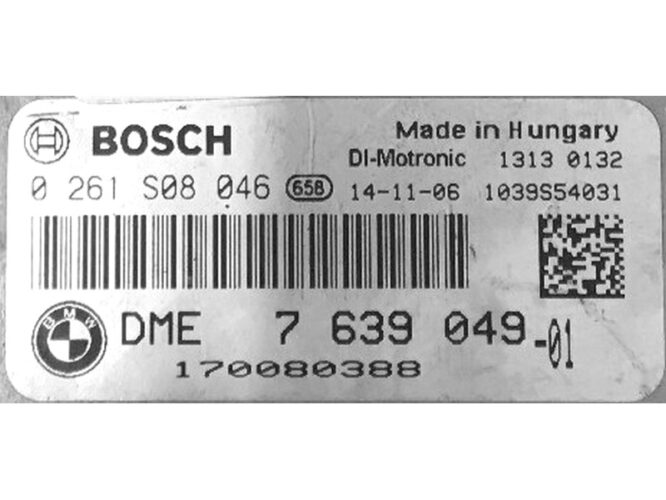 BOSCH Made in Hungary
DI-Motronic 1313 0132
0 261 S08 046 658 14-11-06 1039S54031
BMW DME 7 639 049-01
170080388